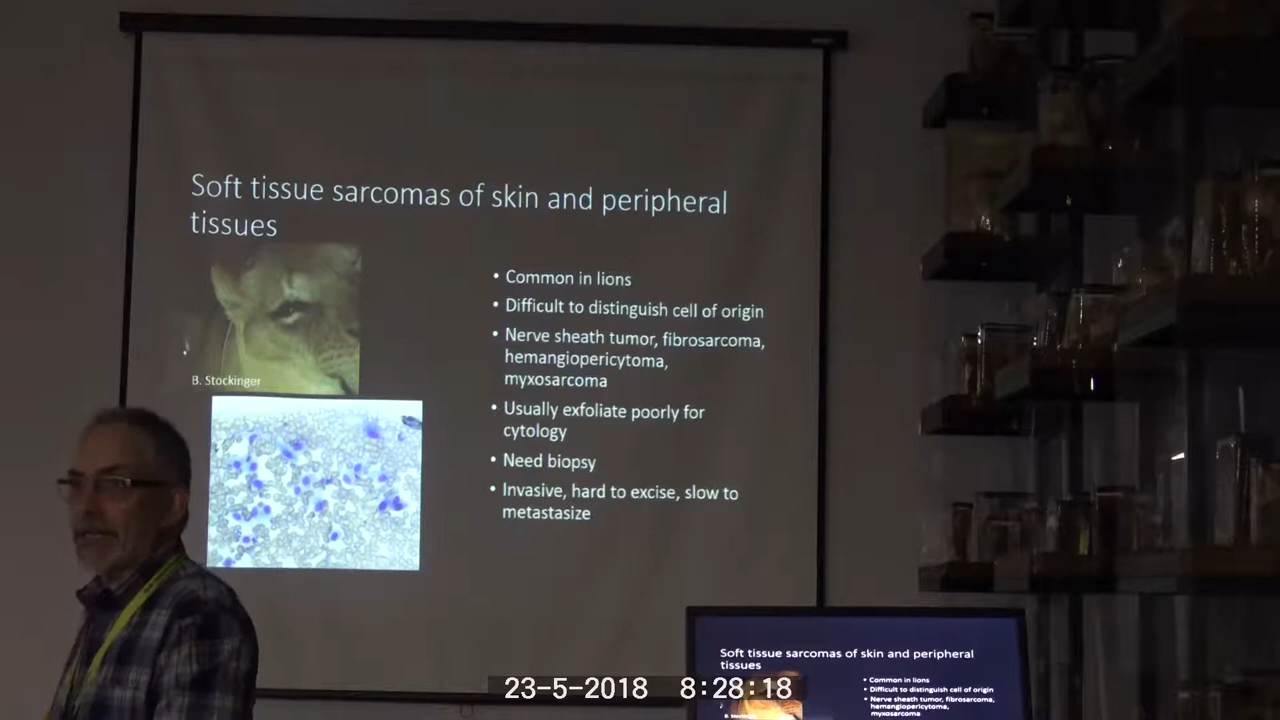 Soft tissue sarcomas of skin and peripheral
tissues
• Common in lions
• Difficult to distinguish cell of origin
• Nerve sheath tumor, fibrosarcoma,
hemangiopericytoma,
myxosarcoma
• Usually exfoliate poorly for
cytology
• Need biopsy
• Invasive, hard to excise, slow to
metastasize
B. Stockinger
Soft tissue sarcomas of skin and peripheral
tissues
• Common in lions
• Difficult to distinguish cell of origin
• Nerve sheath tumor, fibrosarcoma,
hemangiopericytoma,
myxosarcoma
B. Stockinger
23-5-2018 8:28:18